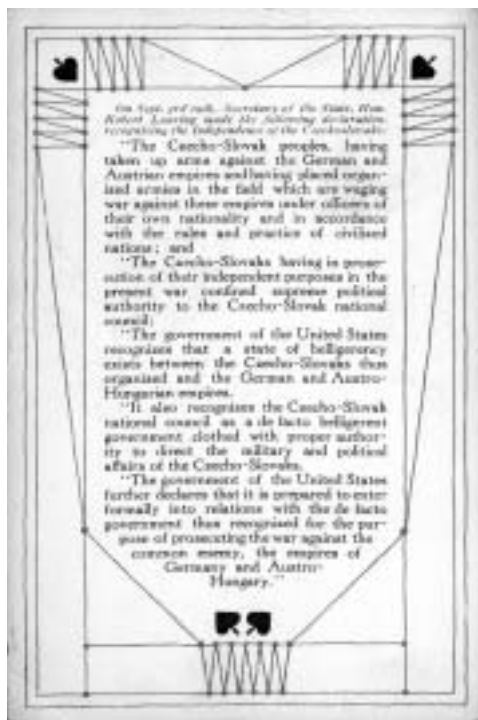 On Sept. 3rd 1918, Secretary of the State, Hon.
Robert Lansing made the following declaration
recognizing the Independence of the Czechoslovaks:
"The Czecho-Slovak peoples, having
taken up arms against the German and
Austrian empires and having placed organ-
ized armies in the field which are waging
war against these empires under officers of
their own nationality and in accordance
with the rules and practice of civilized
nations; and
"The Czecho-Slovaks having in prose-
cution of their independent purposes in the
present war confined supreme political
authority to the Czecho-Slovak national
council;
"The government of the United States
recognizes that a state of belligerency
exists between the Czecho-Slovaks thus
organized and the German and Austro-
Hungarian empires.
"It also recognizes the Czecho-Slovak
national council as a de facto belligerent
government clothed with proper author-
ity to direct the military and political
affairs of the Czecho-Slovaks.
"The government of the United States
further declares that it is prepared to enter
formally into relations with the de facto
government thus recognized for the pur-
pose of prosecuting the war against the
common enemy, the empires of
Germany and Austro-
Hungary."